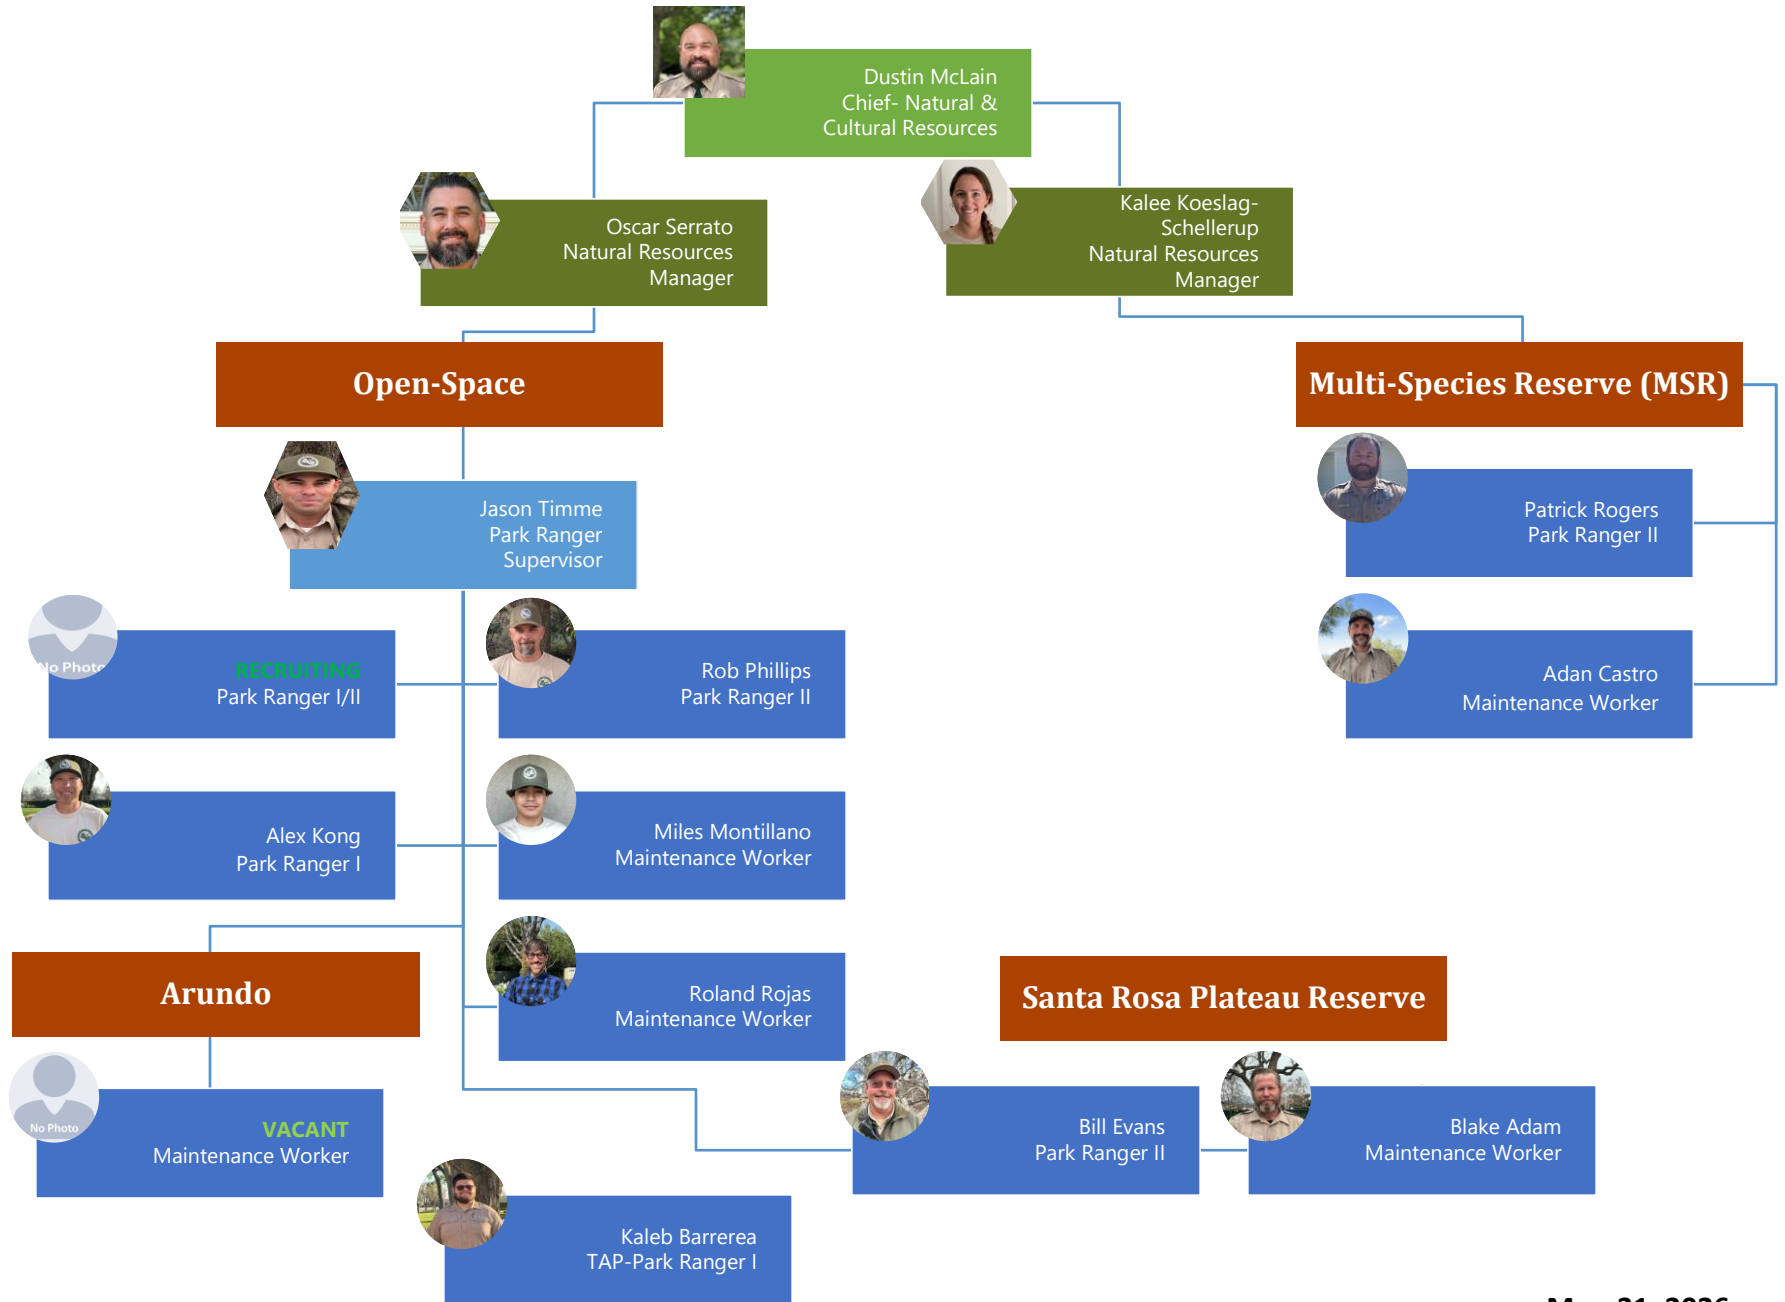 Dustin McLain
Chief- Natural &
Cultural Resources
Oscar Serrato
Natural Resources
Manager
Kalee Koeslag-
Schellerup
Natural Resources
Manager
Open-Space
Multi-Species Reserve (MSR)
Jason Timme
Park Ranger
Supervisor
Patrick Rogers
Park Ranger II
No Photo
RECRUITING
Park Ranger I/II
Rob Phillips
Park Ranger II
Adan Castro
Maintenance Worker
Alex Kong
Park Ranger I
Miles Montillano
Maintenance Worker
Arundo
Roland Rojas
Maintenance Worker
Santa Rosa Plateau Reserve
No Photo
VACANT
Maintenance Worker
Bill Evans
Park Ranger II
Blake Adam
Maintenance Worker
Kaleb Barrerea
TAP-Park Ranger I